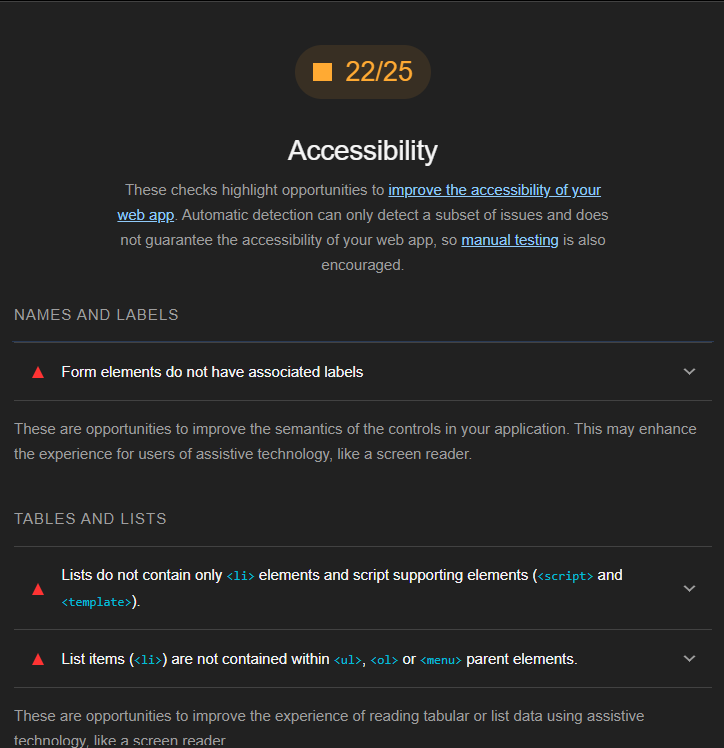 22/25
Accessibility
These checks highlight opportunities to improve the accessibility of your
web app. Automatic detection can only detect a subset of issues and does
not guarantee the accessibility of your web app, so manual testing is also
encouraged.
NAMES AND LABELS
Form elements do not have associated labels
These are opportunities to improve the semantics of the controls in your application. This may enhance
the experience for users of assistive technology, like a screen reader.
TABLES AND LISTS
Lists do not contain only <li> elements and script supporting elements (<script> and
<template>).
List items (<li>) are not contained within <ul>, <ol> or <menu> parent elements.
These are opportunities to improve the experience of reading tabular or list data using assistive
technology, like a screen reader